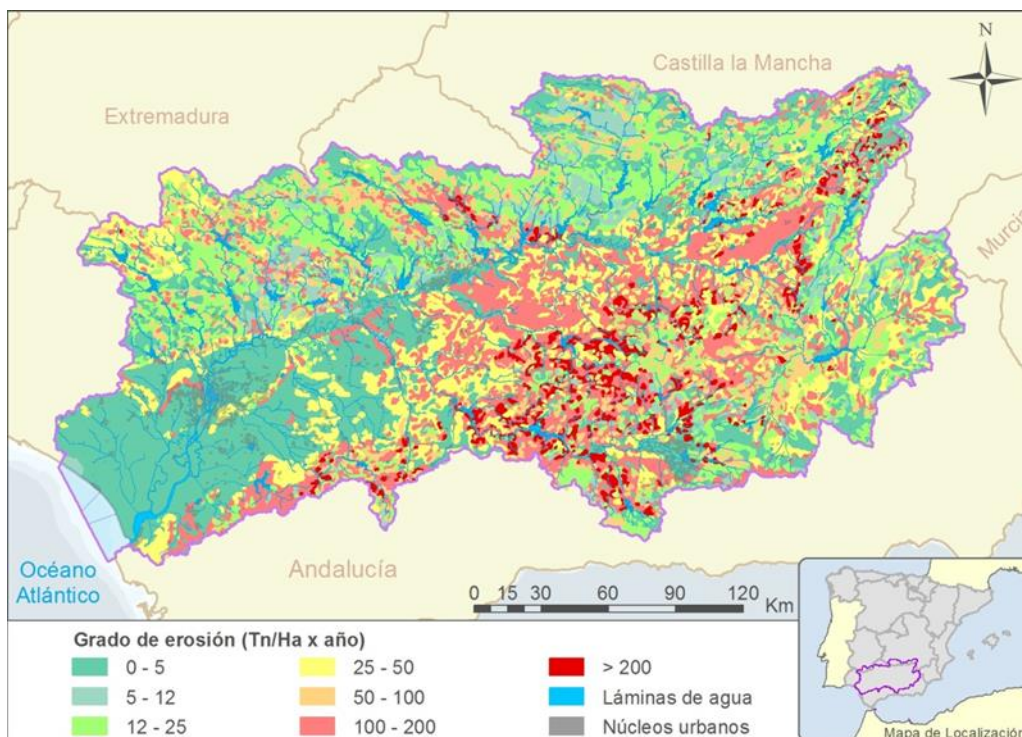 N
Castilla la Mancha
Extremadura
Murcia
Andalucía
Océano
Atlántico
0 15 30 60 90 120
Km
Grado de erosión (Tn/Ha x año)
0 - 5
5 - 12
12 - 25
25 - 50
50 - 100
100 - 200
> 200
Láminas de agua
Núcleos urbanos
Mapa de Localización